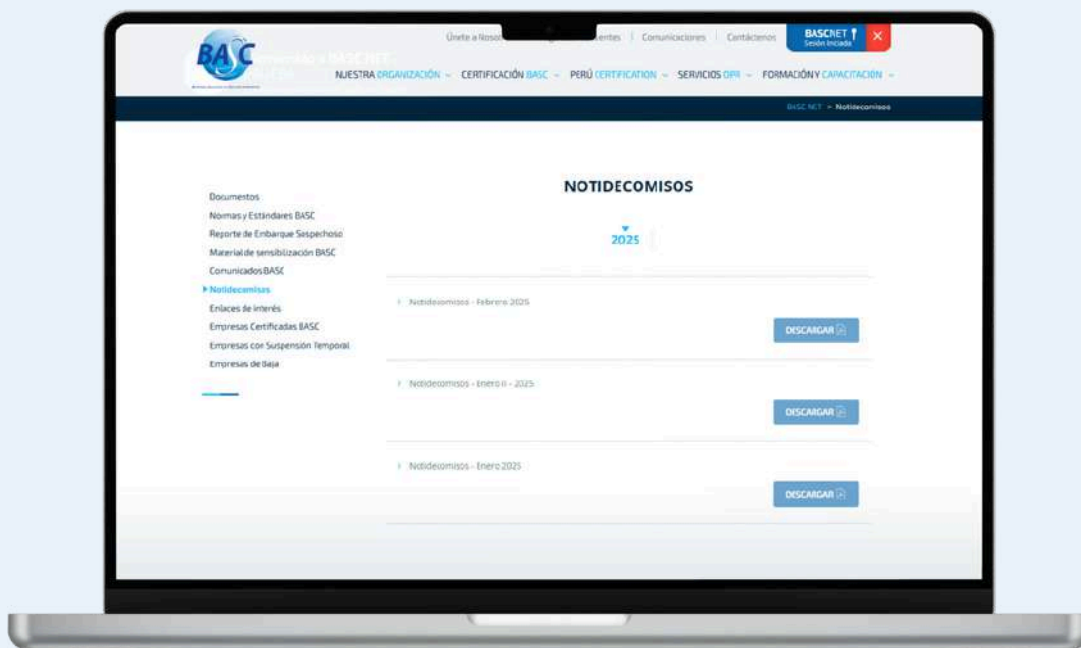 Únete a Nosot
entes | Comunicaciones | Contáctenos
BASCNET
Sesión Iniciada
BASC
NUESTRA ORGANIZACIÓN CERTIFICACIÓN BASC PERÚ CERTIFICATION SERVICIOS OPR FORMACIÓN Y CAPACITACIÓN
BASC NET > Notidecomisos
NOTIDECOMISOS
2025
Documentos
Normas y Estándares BASC
Reporte de Embarque Sospechoso
Material de sensibilización BASC
Comunicados BASC
Notidecomisos
Enlaces de interés
Empresas Certificadas BASC
Empresas con Suspensión Temporal
Empresas de Baja
Notidecomisos - Febrero 2025
DESCARGAR
Notidecomisos - Enero II - 2025
DESCARGAR
Notidecomisos - Enero 2025
DESCARGAR